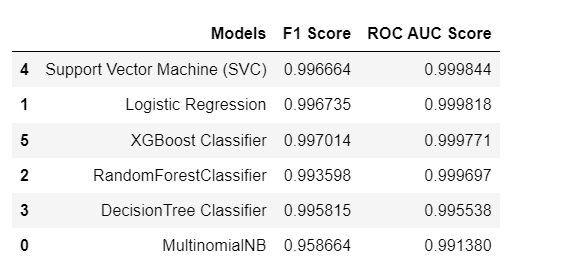 Models F1 Score ROC AUC Score
4 Support Vector Machine (SVC) 0.996664 0.999844
1 Logistic Regression 0.996735 0.999818
5 XGBoost Classifier 0.997014 0.999771
2 RandomForestClassifier 0.993598 0.999697
3 DecisionTree Classifier 0.995815 0.995538
0 MultinomialNB 0.958664 0.991380